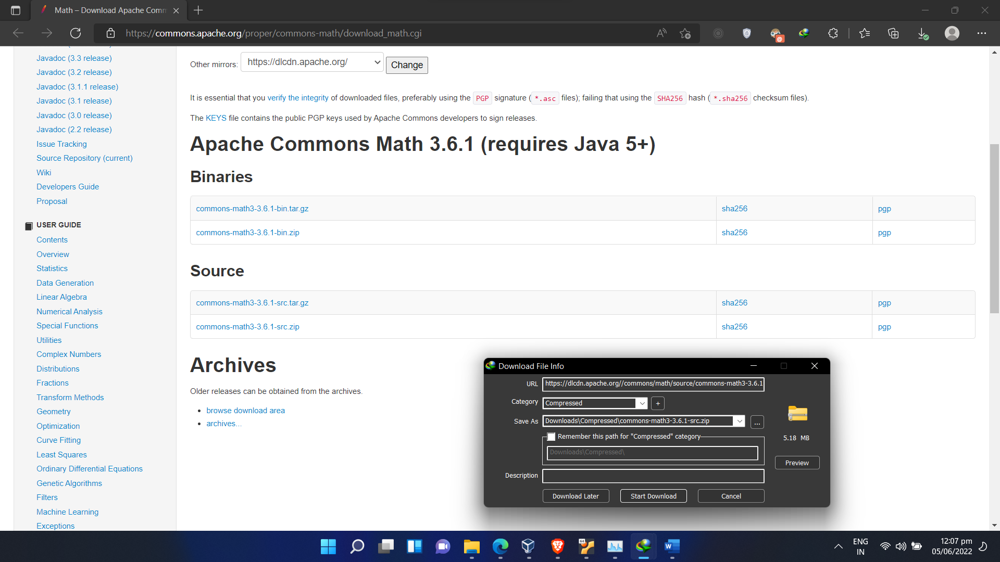 Math – Download Apache Comm
https://commons.apache.org/proper/commons-math/download_math.cgi
Javadoc (3.3 release)
Javadoc (3.2 release)
Javadoc (3.1.1 release)
Javadoc (3.1 release)
Javadoc (3.0 release)
Javadoc (2.2 release)
Issue Tracking
Source Repository (current)
Wiki
Developers Guide
Proposal
USER GUIDE
Contents
Overview
Statistics
Data Generation
Linear Algebra
Numerical Analysis
Special Functions
Utilities
Complex Numbers
Distributions
Fractions
Transform Methods
Geometry
Optimization
Curve Fitting
Least Squares
Ordinary Differential Equations
Genetic Algorithms
Filters
Machine Learning
Exceptions
Other mirrors: https://dlcdn.apache.org/ Change
It is essential that you verify the integrity of downloaded files, preferably using the PGP signature ( *.asc files); failing that using the SHA256 hash ( *.sha256 checksum files).
The KEYS file contains the public PGP keys used by Apache Commons developers to sign releases.
Apache Commons Math 3.6.1 (requires Java 5+)
Binaries
commons-math3-3.6.1-bin.tar.gz sha256 pgp
commons-math3-3.6.1-bin.zip sha256 pgp
Source
commons-math3-3.6.1-src.tar.gz sha256 pgp
commons-math3-3.6.1-src.zip sha256 pgp
Archives
Older releases can be obtained from the archives.
browse download area
archives...
Download File Info
URL https://dlcdn.apache.org//commons/math/source/commons-math3-3.6.1
Category Compressed +
Save As Downloads\Compressed\commons-math3-3.6.1-src.zip ...
Remember this path for "Compressed" category
Downloads\Compressed\
5.18 MB
Preview
Description
Download Later Start Download Cancel
ENG
IN
12:07 pm
05/06/2022